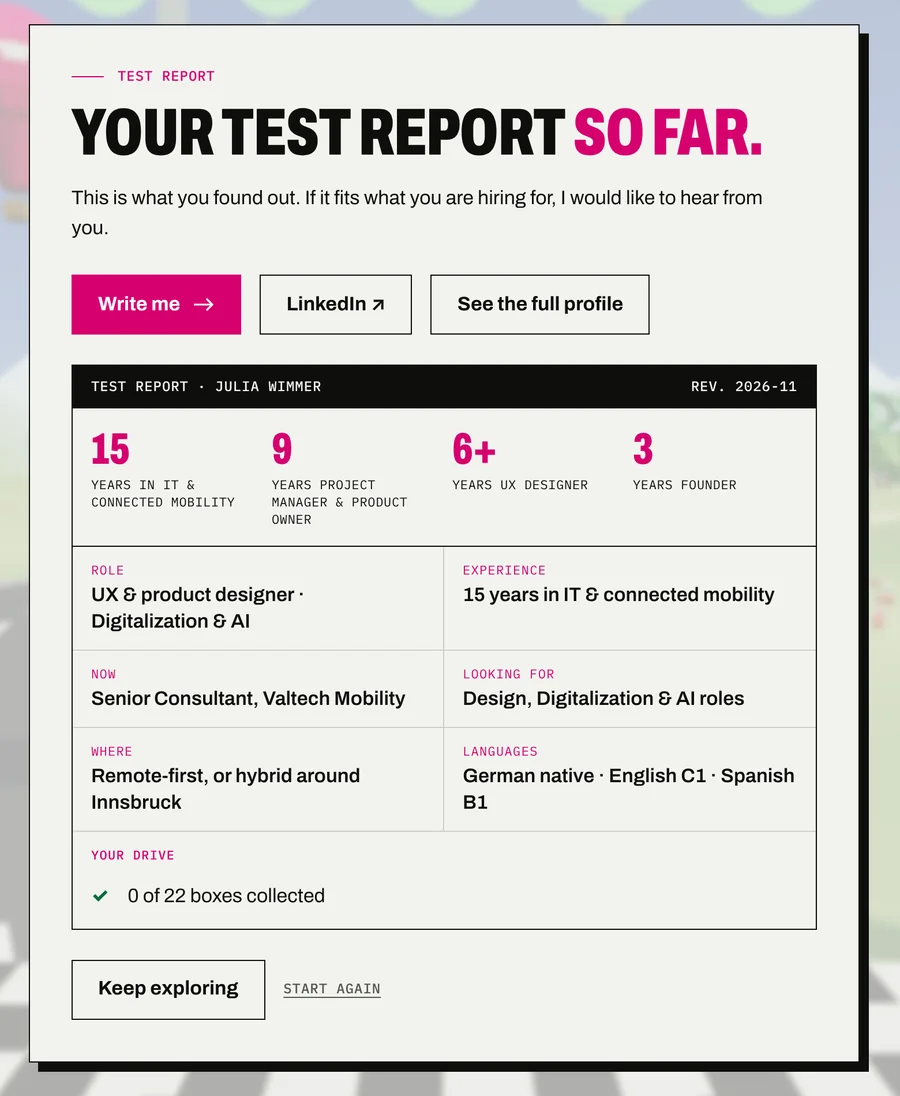 TEST REPORT
YOUR TEST REPORT SO FAR.
This is what you found out. If it fits what you are hiring for, I would like to hear from
you.
Write me →
LinkedIn ↗
See the full profile
TEST REPORT · JULIA WIMMER
REV. 2026-11
15
YEARS IN IT &
CONNECTED MOBILITY
9
YEARS PROJECT
MANAGER & PRODUCT
OWNER
6+
YEARS UX DESIGNER
3
YEARS FOUNDER
ROLE
UX & product designer ·
Digitalization & AI
EXPERIENCE
15 years in IT & connected mobility
NOW
Senior Consultant, Valtech Mobility
LOOKING FOR
Design, Digitalization & AI roles
WHERE
Remote-first, or hybrid around
Innsbruck
LANGUAGES
German native · English C1 · Spanish
B1
YOUR DRIVE
✓ 0 of 22 boxes collected
Keep exploring
START AGAIN